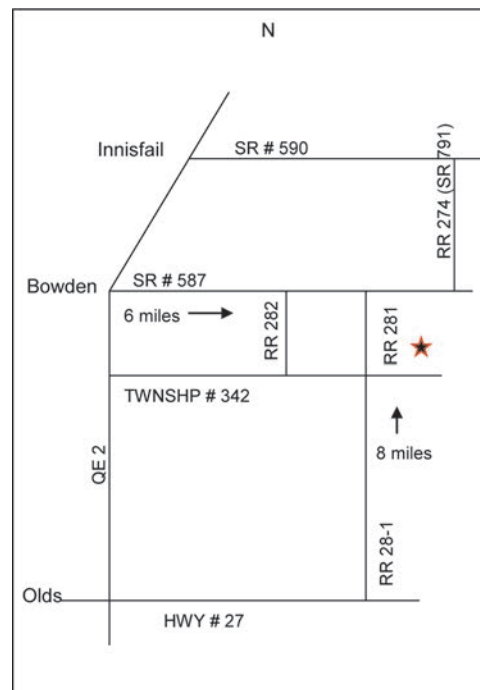 N
Innisfail
SR # 590
RR 274 (SR 791)
Bowden
SR # 587
6 miles
RR 282
RR 281
TWNSHP # 342
QE 2
8 miles
RR 28-1
Olds
HWY # 27